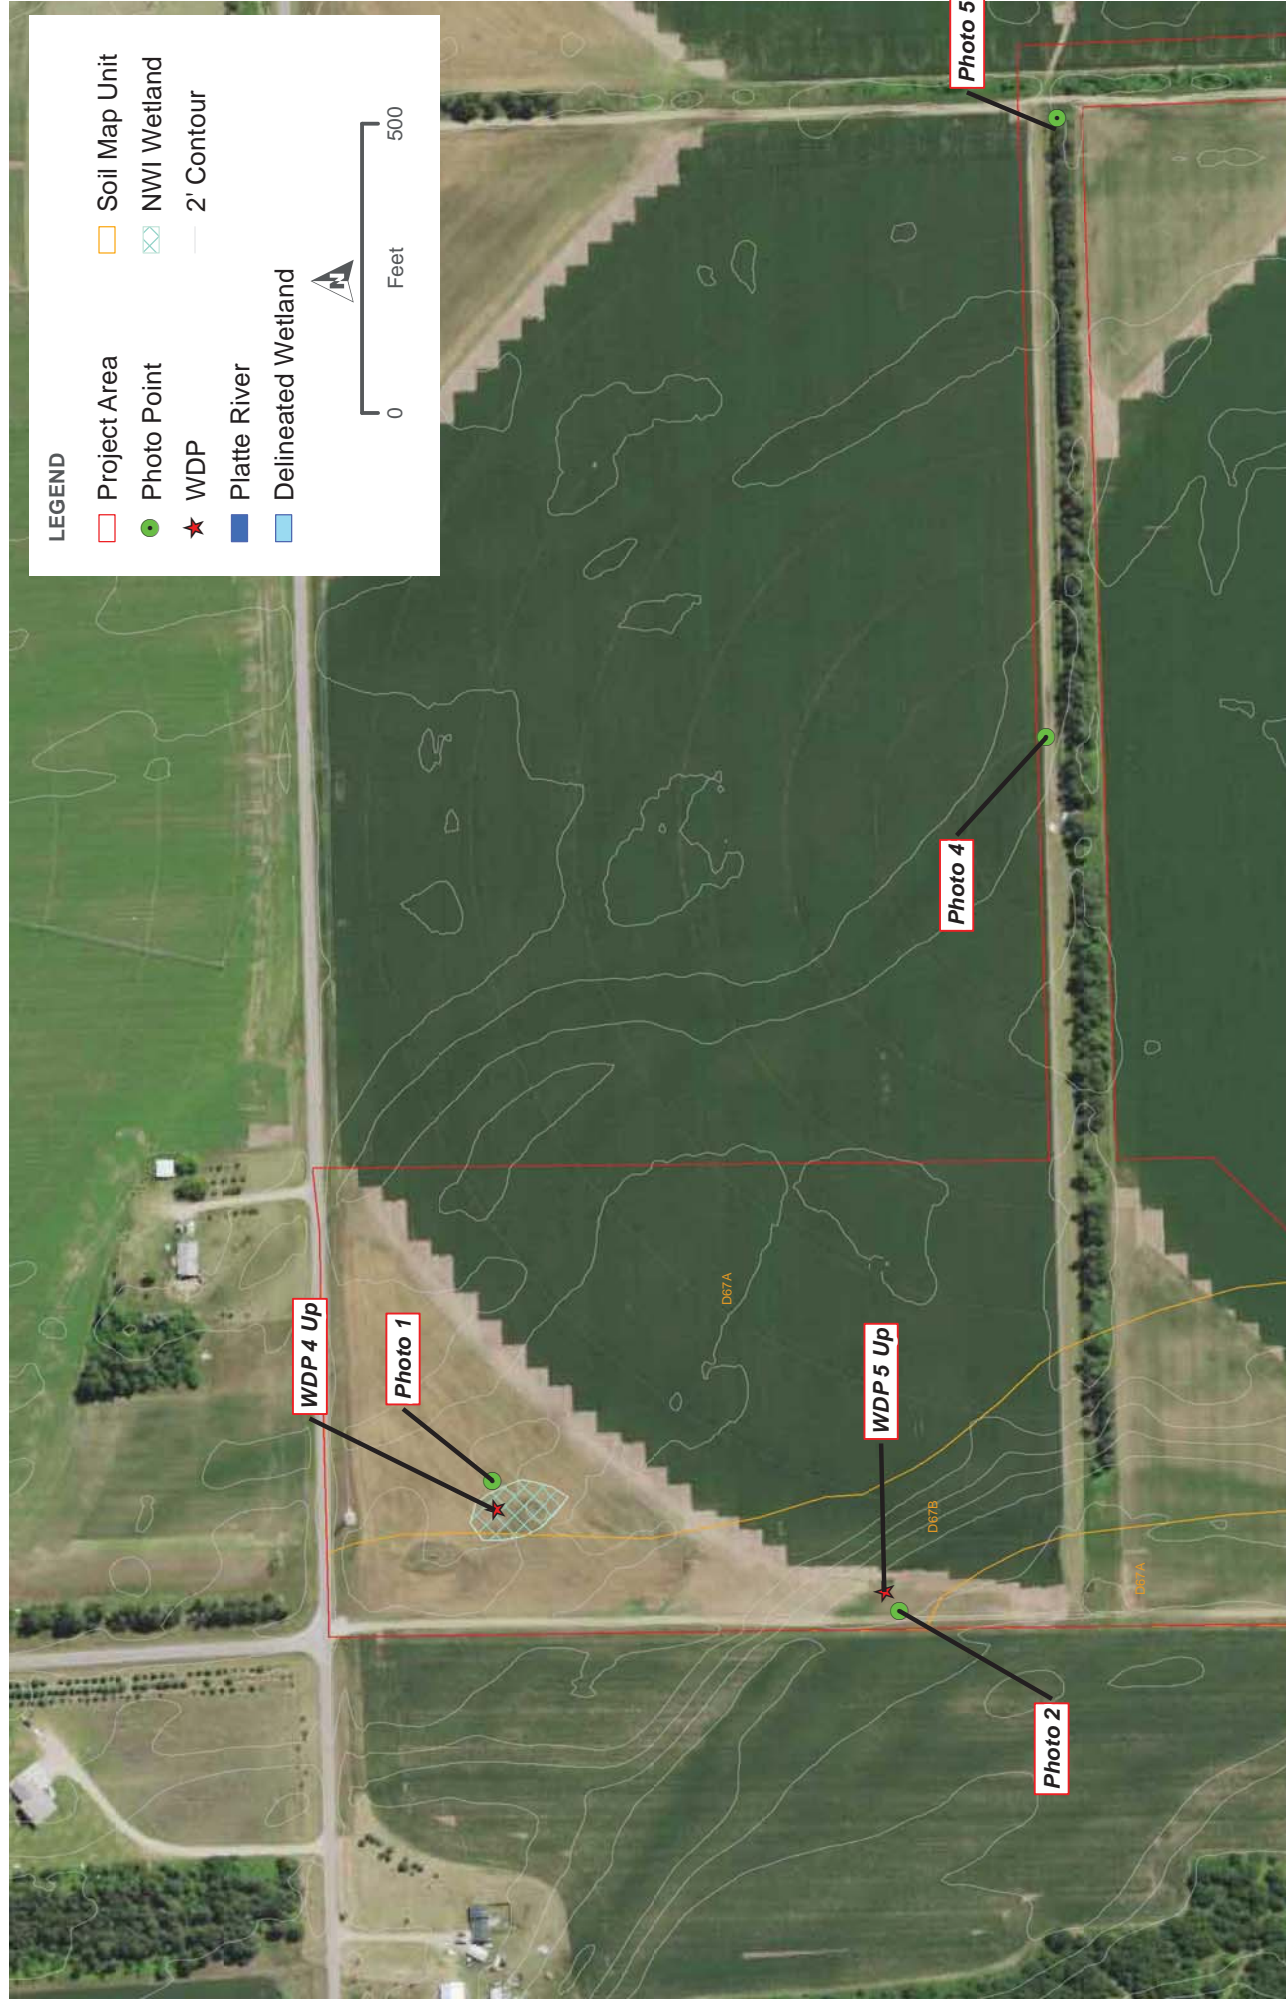 LEGEND
Project Area
Photo Point
WDP
Platte River
Delineated Wetland
Soil Map Unit
NWI Wetland
2' Contour
N
0
Feet
500
WDP 4 Up
Photo 1
WDP 5 Up
Photo 2
Photo 4
Photo 5
D67A
D67B
D67A